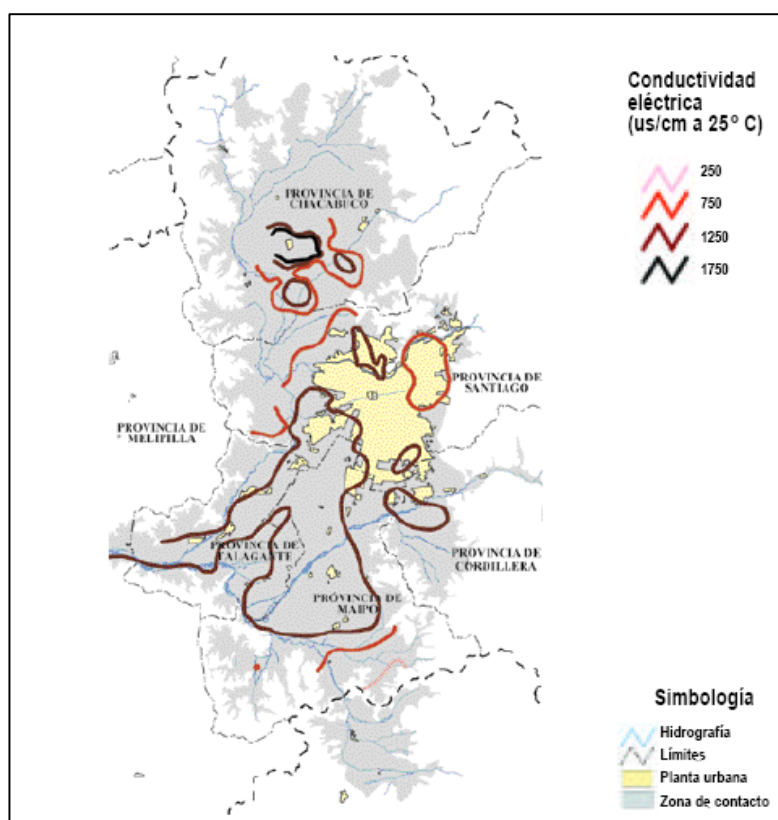 Conductividad
eléctrica
(us/cm a 25° C)
250
750
1250
1750
PROVINCIA DE
CHACABUCO
PROVINCIA DE
SANTIAGO
PROVINCIA DE
MELIPILLA
PROVINCIA DE
TALAGANTE
PROVINCIA DE
CORDILLERA
PROVINCIA DE
MAIPO
Simbología
Hidrografía
Límites
Planta urbana
Zona de contacto